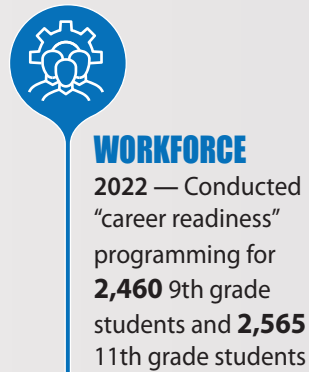 WORKFORCE
2022 — Conducted
“career readiness”
programming for
2,460 9th grade
students and 2,565
11th grade students